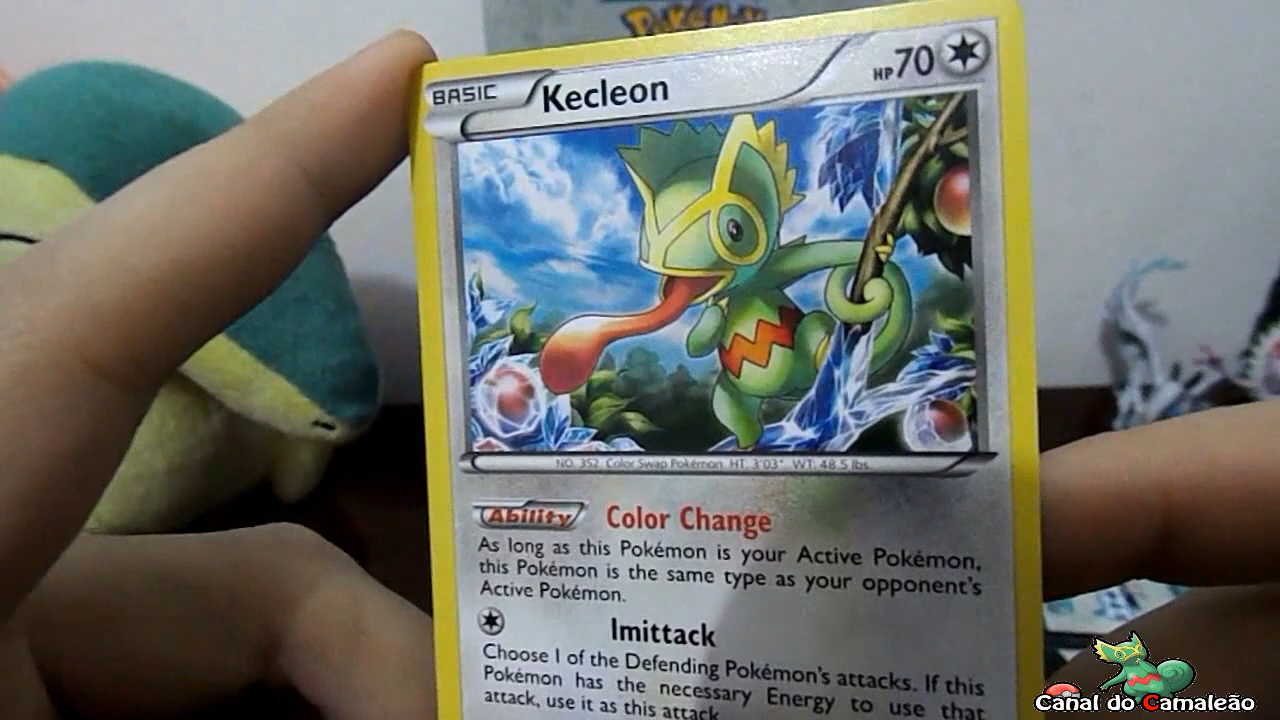 Pokémon
BASIC Kecleon HP70
NO. 352 Color Swap Pokémon HT: 3'03" WT: 48.5 lbs.
Ability Color Change
As long as this Pokémon is your Active Pokémon,
this Pokémon is the same type as your opponent's
Active Pokémon.
Imittack
Choose 1 of the Defending Pokémon's attacks. If this
Pokémon has the necessary Energy to use that
attack, use it as this attack.
Canal do Camaleão